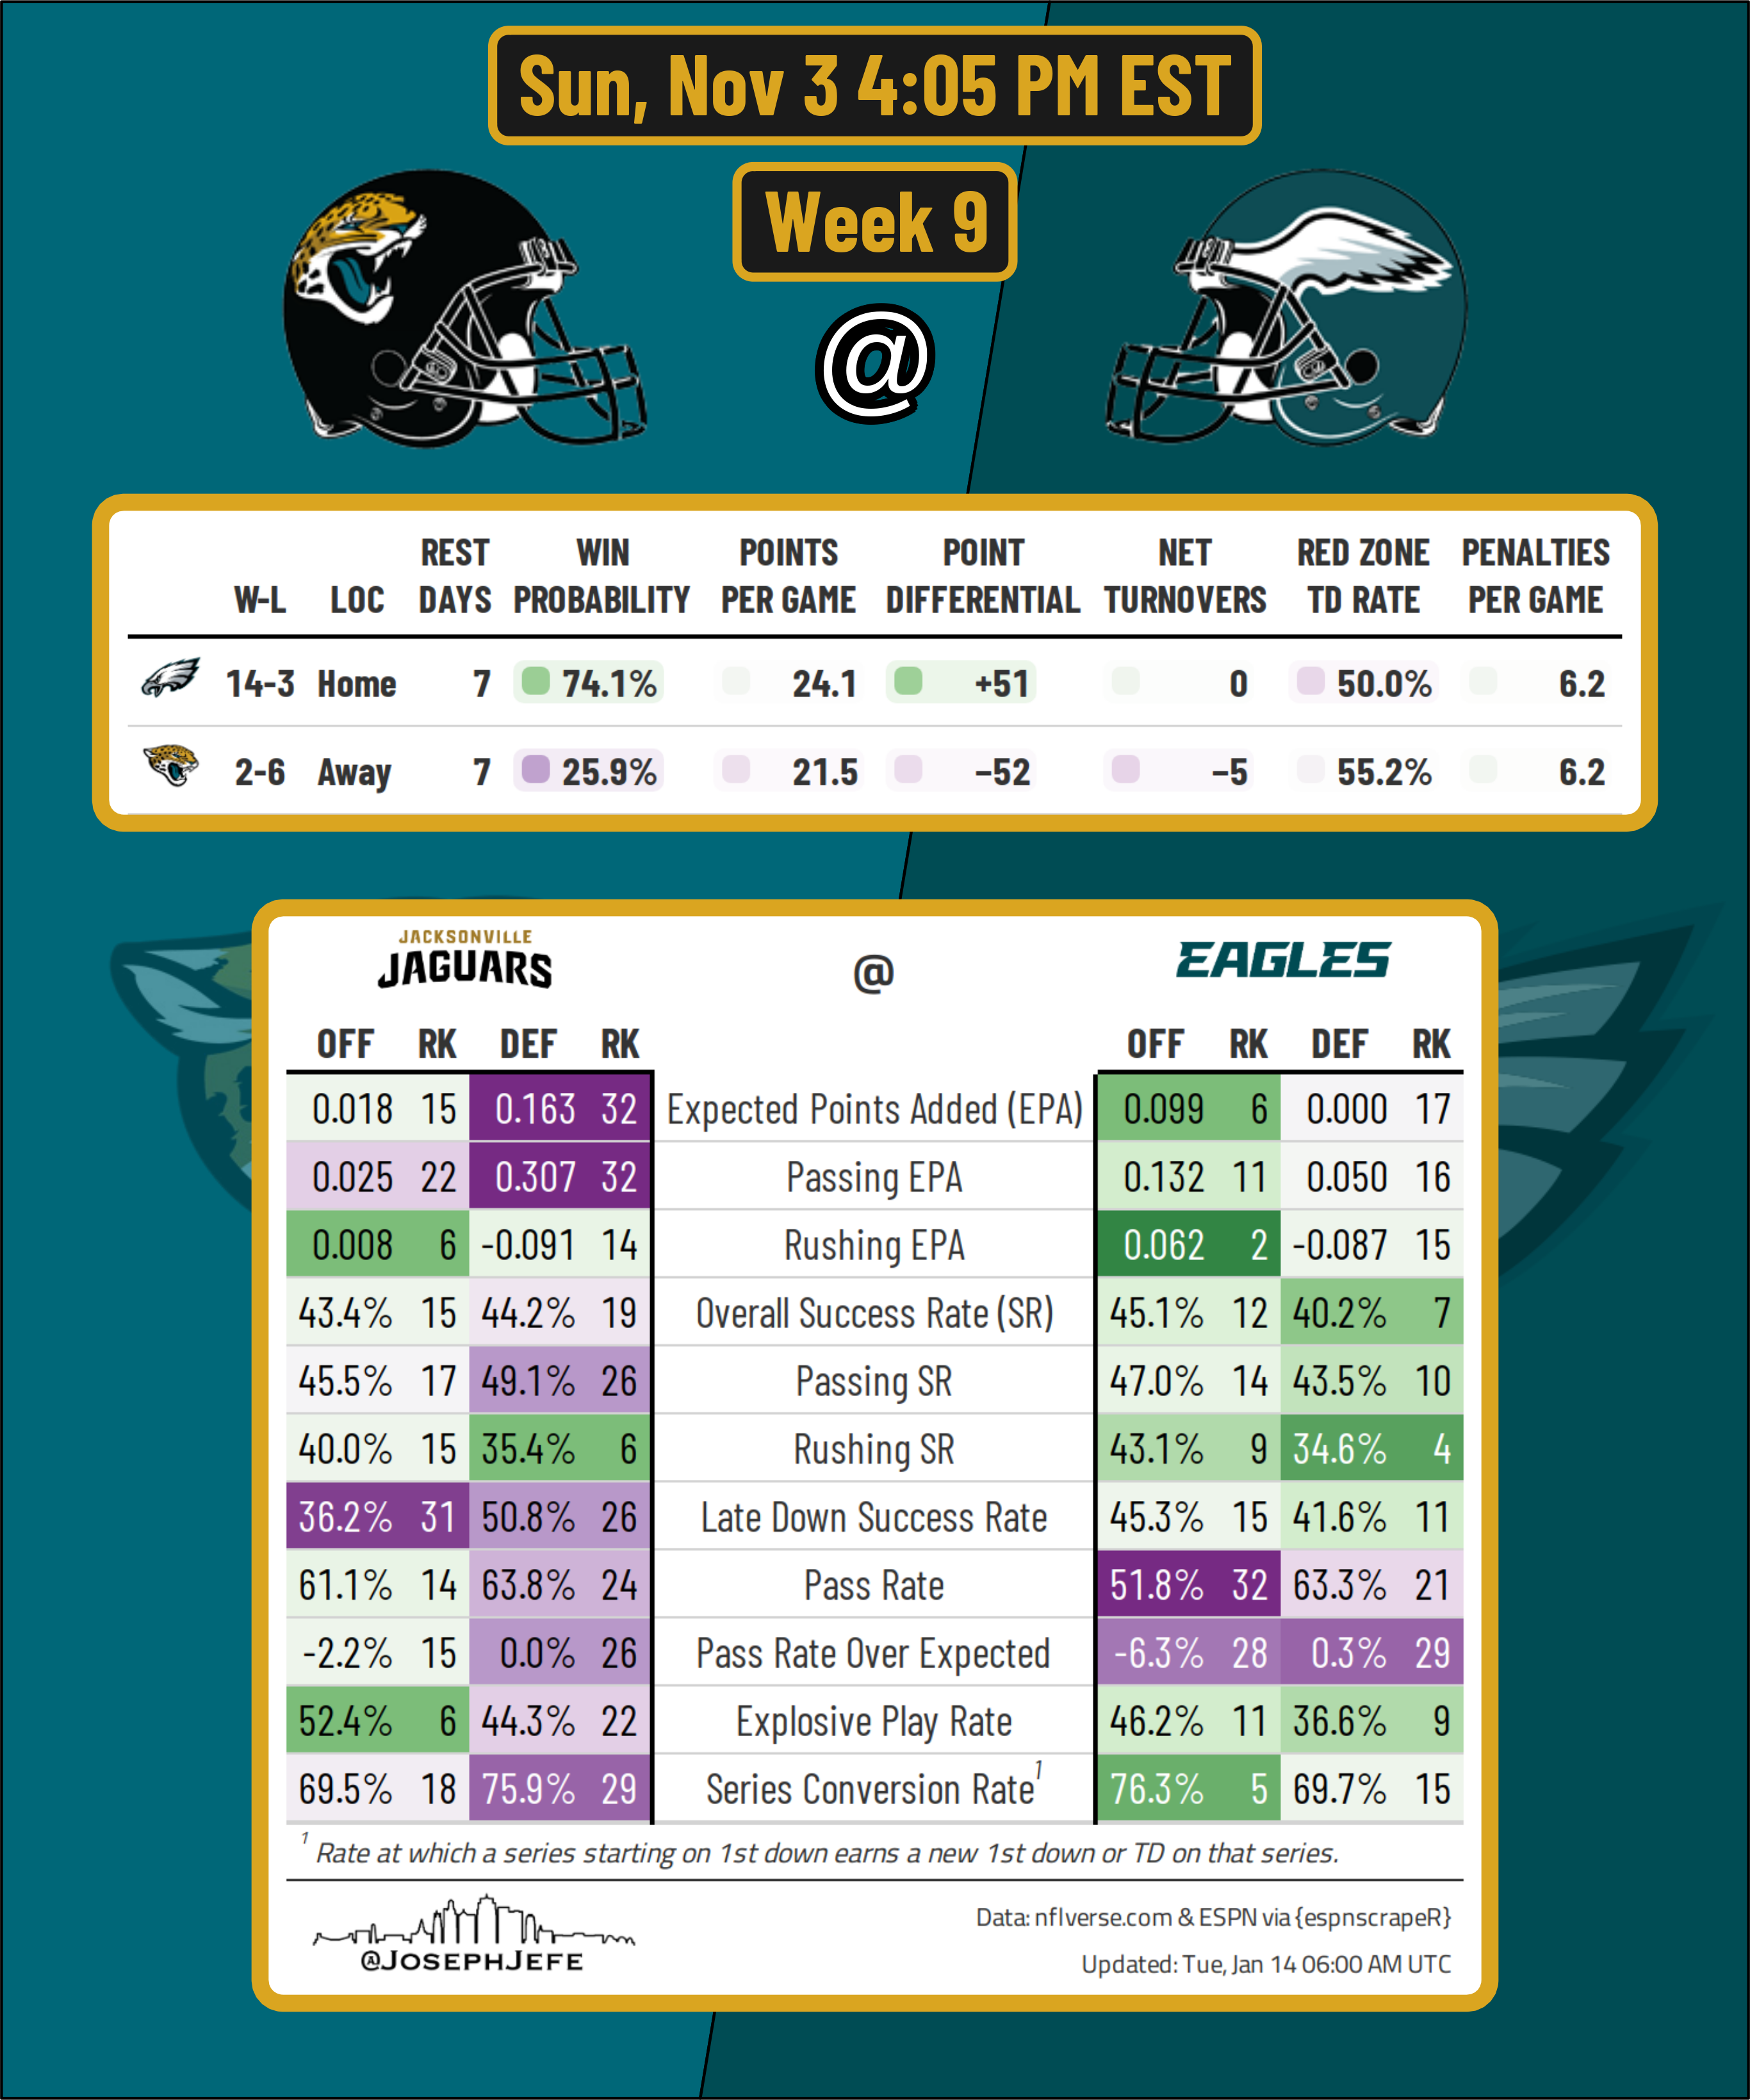 Sun, Nov 3 4:05 PM EST
Week 9
@
REST WIN POINTS POINT NET RED ZONE PENALTIES
W-L LOC DAYS PROBABILITY PER GAME DIFFERENTIAL TURNOVERS TD RATE PER GAME
14-3 Home 7 74.1% 24.1 +51 0 50.0% 6.2
2-6 Away 7 25.9% 21.5 −52 −5 55.2% 6.2
JACKSONVILLE
JAGUARS @ EAGLES
OFF RK DEF RK OFF RK DEF RK
0.018 15 0.163 32 Expected Points Added (EPA) 0.099 6 0.000 17
0.025 22 0.307 32 Passing EPA 0.132 11 0.050 16
0.008 6 -0.091 14 Rushing EPA 0.062 2 -0.087 15
43.4% 15 44.2% 19 Overall Success Rate (SR) 45.1% 12 40.2% 7
45.5% 17 49.1% 26 Passing SR 47.0% 14 43.5% 10
40.0% 15 35.4% 6 Rushing SR 43.1% 9 34.6% 4
36.2% 31 50.8% 26 Late Down Success Rate 45.3% 15 41.6% 11
61.1% 14 63.8% 24 Pass Rate 51.8% 32 63.3% 21
-2.2% 15 0.0% 26 Pass Rate Over Expected -6.3% 28 0.3% 29
52.4% 6 44.3% 22 Explosive Play Rate 46.2% 11 36.6% 9
69.5% 18 75.9% 29 Series Conversion Rate1 76.3% 5 69.7% 15
1 Rate at which a series starting on 1st down earns a new 1st down or TD on that series.
Data: nflverse.com & ESPN via {espnscrapeR}
@JosephJefe
Updated: Tue, Jan 14 06:00 AM UTC